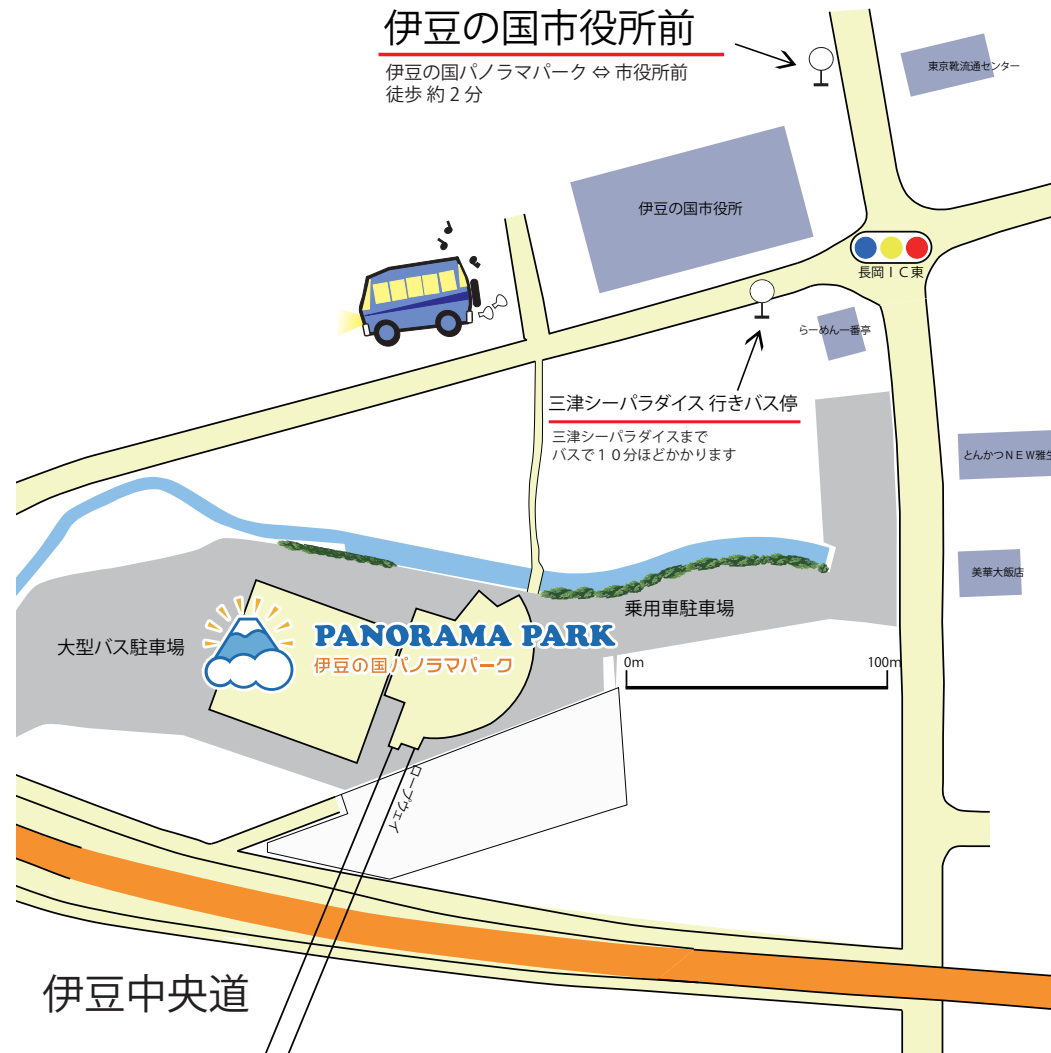 伊豆の国市役所前
伊豆の国パノラマパーク ⇔ 市役所前
徒歩 約２分
東京靴流通センター
伊豆の国市役所
長岡ＩＣ東
らーめん一番亭
三津シーパラダイス 行きバス停
三津シーパラダイスまで
バスで１０分ほどかかります
とんかつＮＥＷ雅
美華大飯店
乗用車駐車場
大型バス駐車場
PANORAMA PARK
伊豆の国パノラマパーク
0m 100m
ロープウェイ
伊豆中央道